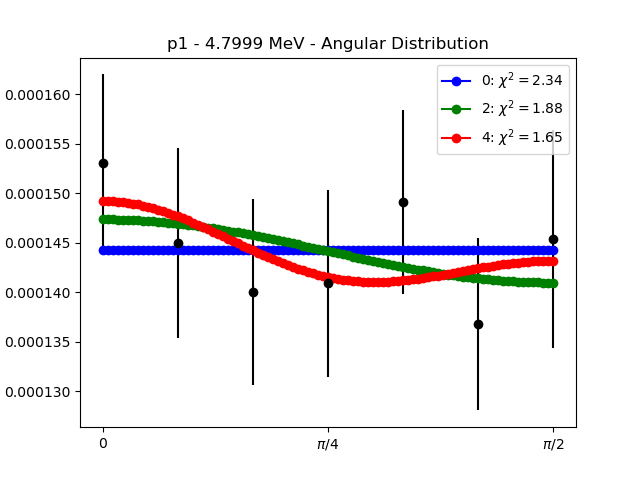 p1 - 4.7999 MeV - Angular Distribution
0: χ² = 2.34
2: χ² = 1.88
4: χ² = 1.65
0.000160
0.000155
0.000150
0.000145
0.000140
0.000135
0.000130
0 π/4 π/2